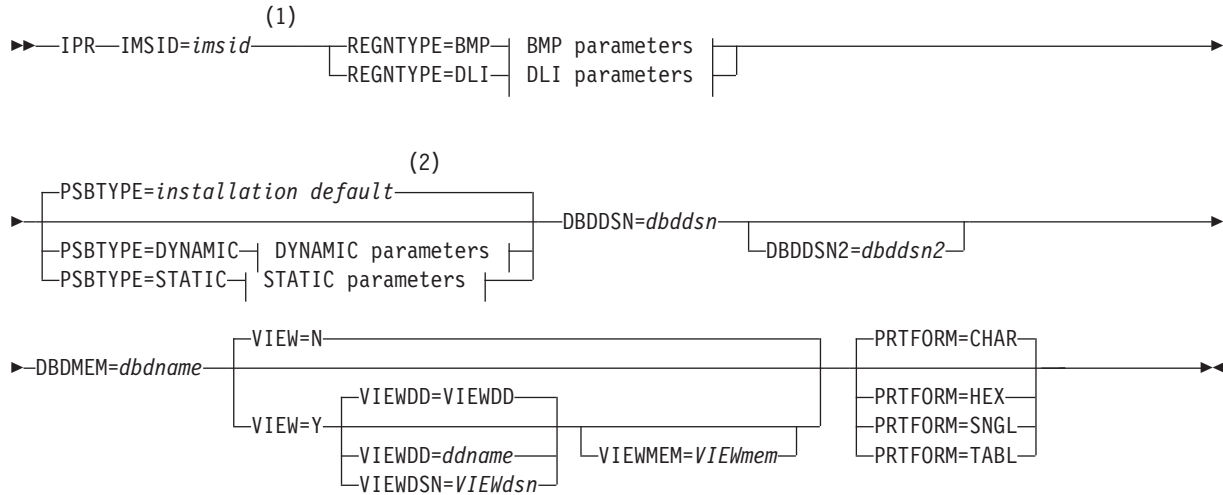 (1)
IPR IMSID=imsid REGNTYPE=BMP BMP parameters
REGNTYPE=DLI DLI parameters
(2)
PSBTYPE=installation default
DBDDSN=dbddsn
DBDDSN2=dbddsn2
PSBTYPE=DYNAMIC DYNAMIC parameters
PSBTYPE=STATIC STATIC parameters
VIEW=N PRTFORM=CHAR
DBDMEM=dbdname
VIEWDD=VIEWDD PRTFORM=HEX
VIEW=Y PRTFORM=SNGL
VIEWDD=ddname VIEWMEM=VIEWmem PRTFORM=TABL
VIEWDSN=VIEWdsn